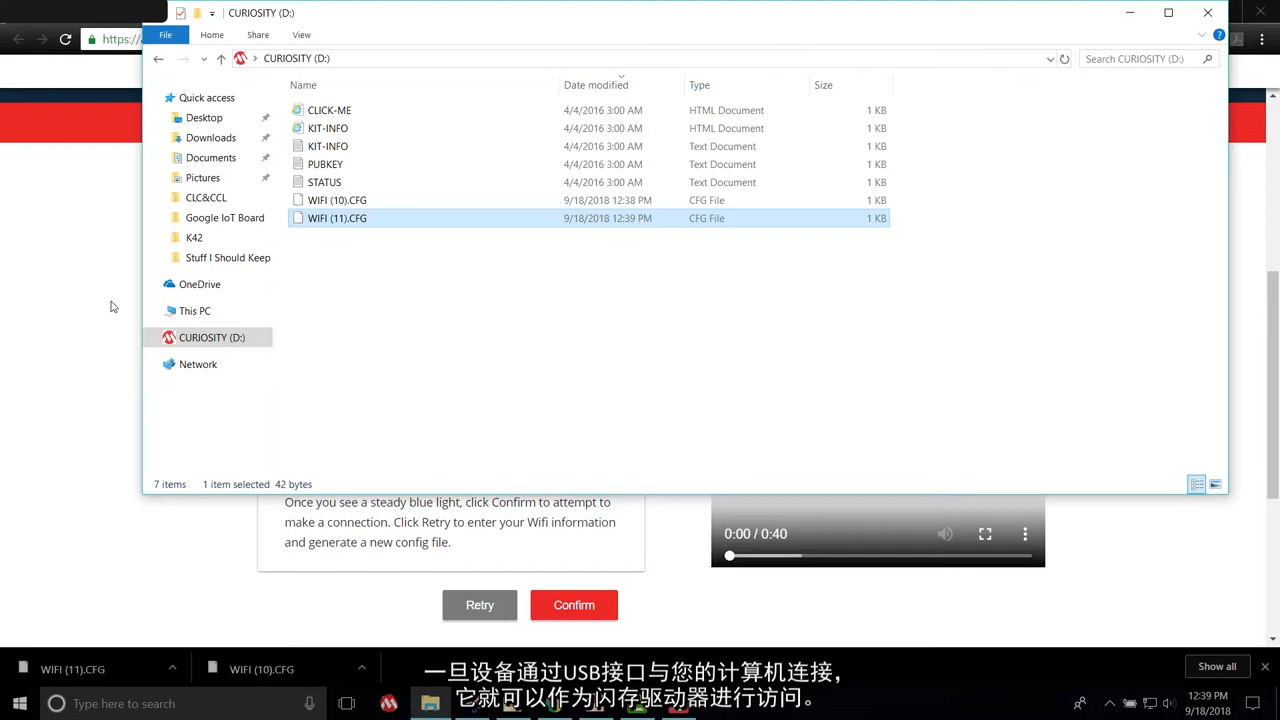 CURIOSITY (D:)
File Home Share View
https://
CURIOSITY (D:)
Search CURIOSITY (D:)
Name Date modified Type Size
Quick access
Desktop
Downloads
Documents
Pictures
CLC&CCL
Google IoT Board
K42
Stuff I Should Keep
OneDrive
This PC
CURIOSITY (D:)
Network
CLICK-ME 4/4/2016 3:00 AM HTML Document 1 KB
KIT-INFO 4/4/2016 3:00 AM HTML Document 1 KB
KIT-INFO 4/4/2016 3:00 AM Text Document 1 KB
PUBKEY 4/4/2016 3:00 AM Text Document 1 KB
STATUS 4/4/2016 3:00 AM Text Document 1 KB
WIFI (10).CFG 9/18/2018 12:38 PM CFG File 1 KB
WIFI (11).CFG 9/18/2018 12:39 PM CFG File 1 KB
7 items 1 item selected 42 bytes
Once you see a steady blue light, click Confirm to attempt to
make a connection. Click Retry to enter your Wifi information
and generate a new config file.
0:00 / 0:40
Retry Confirm
WIFI (11).CFG WIFI (10).CFG Show all
一旦设备通过USB接口与您的计算机连接，
它就可以作为闪存驱动器进行访问。
Type here to search
12:39 PM
9/18/2018